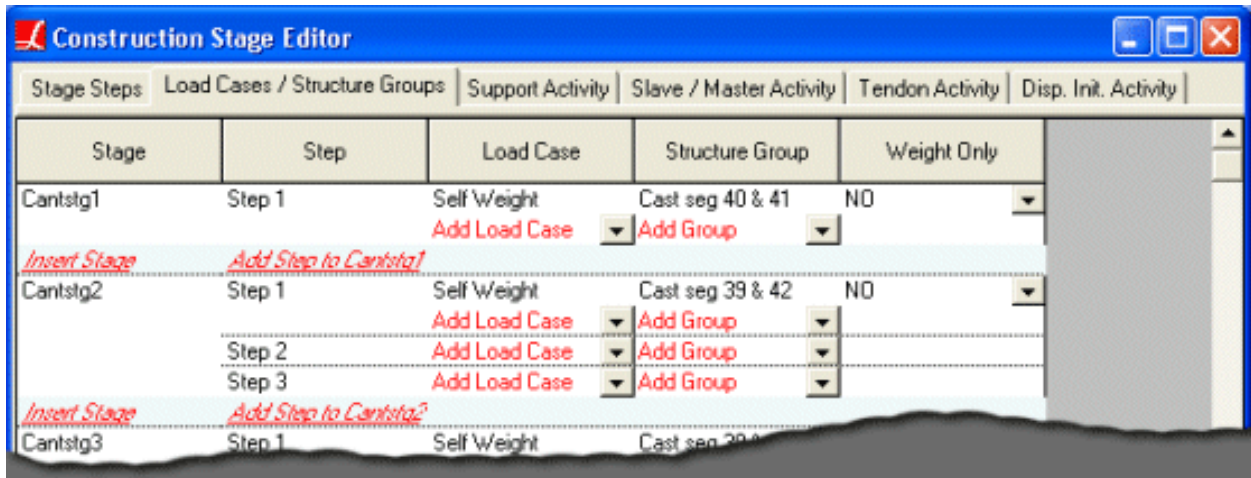 Construction Stage Editor
Stage Steps Load Cases / Structure Groups Support Activity Slave / Master Activity Tendon Activity Disp. Init. Activity
Stage Step Load Case Structure Group Weight Only
Cantstg1 Step 1 Self Weight Cast seg 40 & 41 NO
Add Load Case Add Group
Insert Stage Add Step to Cantstg1
Cantstg2 Step 1 Self Weight Cast seg 39 & 42 NO
Add Load Case Add Group
Step 2 Add Load Case Add Group
Step 3 Add Load Case Add Group
Insert Stage Add Step to Cantstg2
Cantstg3 Step 1 Self Weight Cast seg